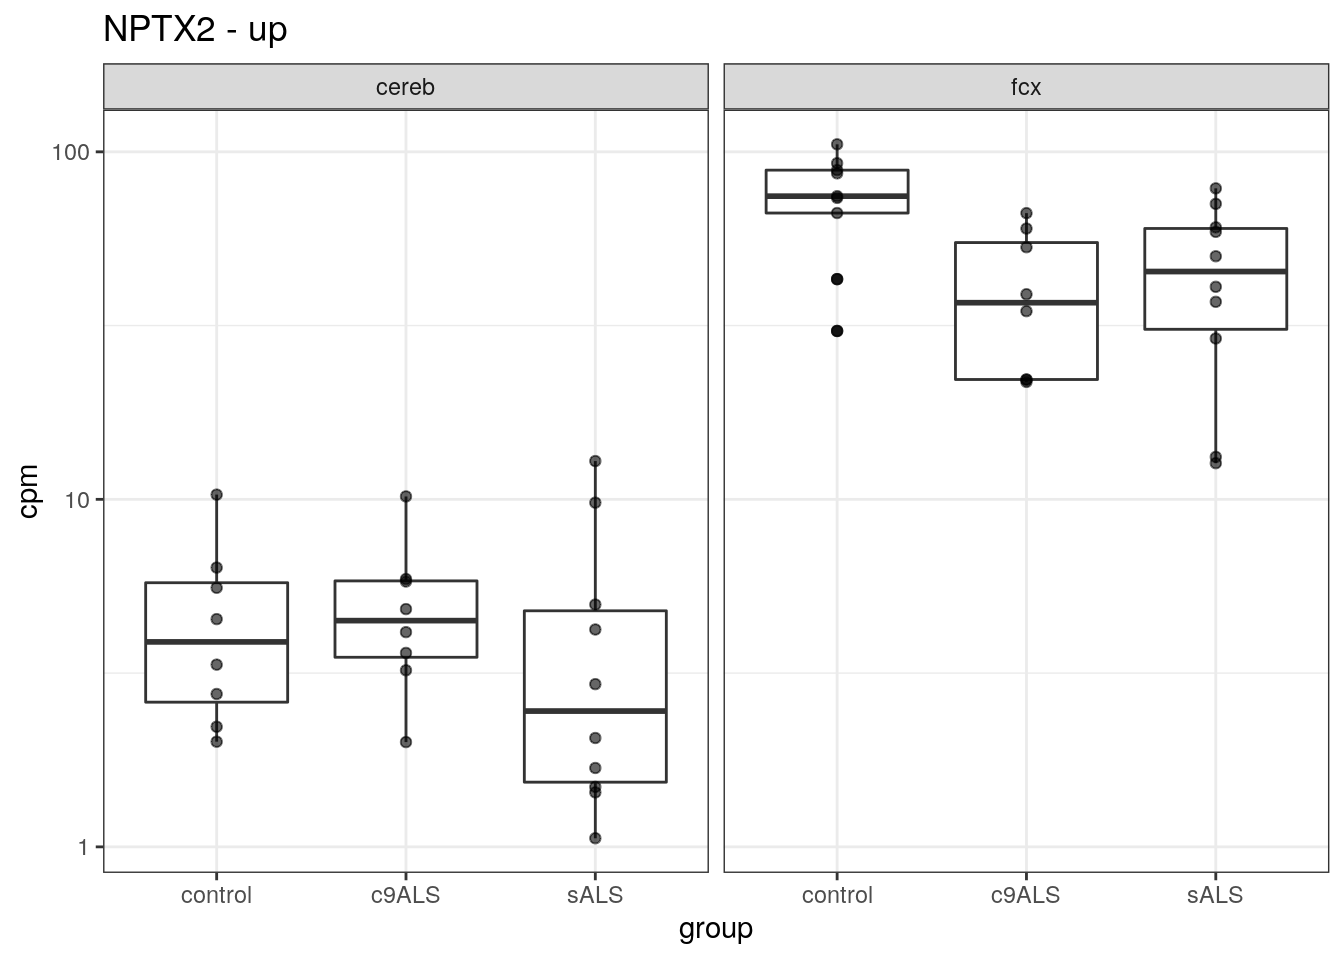 NPTX2 - up
cereb
fcx
100
10
1
cpm
control
c9ALS
sALS
control
c9ALS
sALS
group